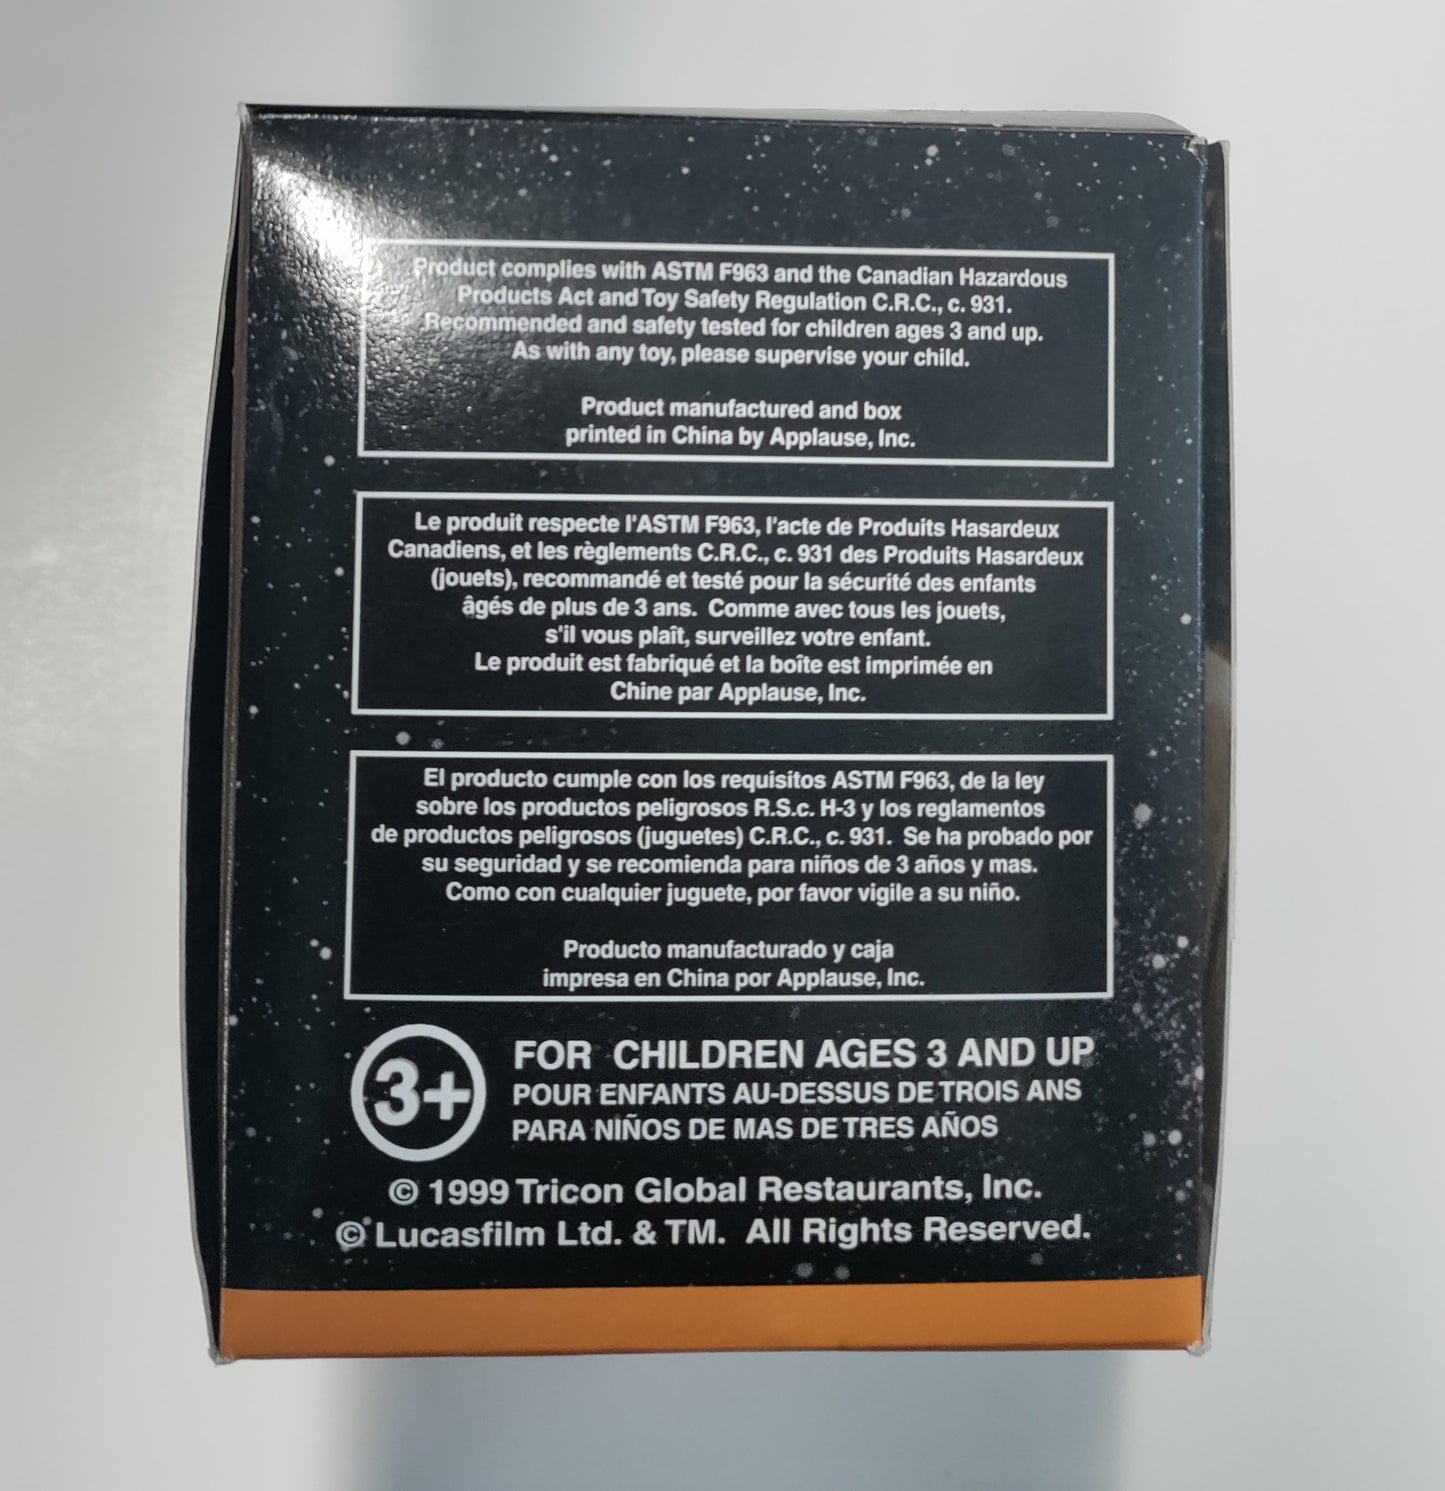 Product complies with ASTM F963 and the Canadian Hazardous
Products Act and Toy Safety Regulation C.R.C., c. 931.
Recommended and safety tested for children ages 3 and up.
As with any toy, please supervise your child.
Product manufactured and box
printed in China by Applause, Inc.
Le produit respecte l'ASTM F963, l'acte de Produits Hasardeux
Canadiens, et les règlements C.R.C., c. 931 des Produits Hasardeux
(jouets), recommandé et testé pour la sécurité des enfants
âgés de plus de 3 ans. Comme avec tous les jouets,
s'il vous plaît, surveillez votre enfant.
Le produit est fabriqué et la boîte est imprimée en
Chine par Applause, Inc.
El producto cumple con los requisitos ASTM F963, de la ley
sobre los productos peligrosos R.S.c. H-3 y los reglamentos
de productos peligrosos (juguetes) C.R.C., c. 931. Se ha probado por
su seguridad y se recomienda para niños de 3 años y mas.
Como con cualquier juguete, por favor vigile a su niño.
Producto manufacturado y caja
impresa en China por Applause, Inc.
3+
FOR CHILDREN AGES 3 AND UP
POUR ENFANTS AU-DESSUS DE TROIS ANS
PARA NIÑOS DE MAS DE TRES AÑOS
© 1999 Tricon Global Restaurants, Inc.
© Lucasfilm Ltd. & TM. All Rights Reserved.